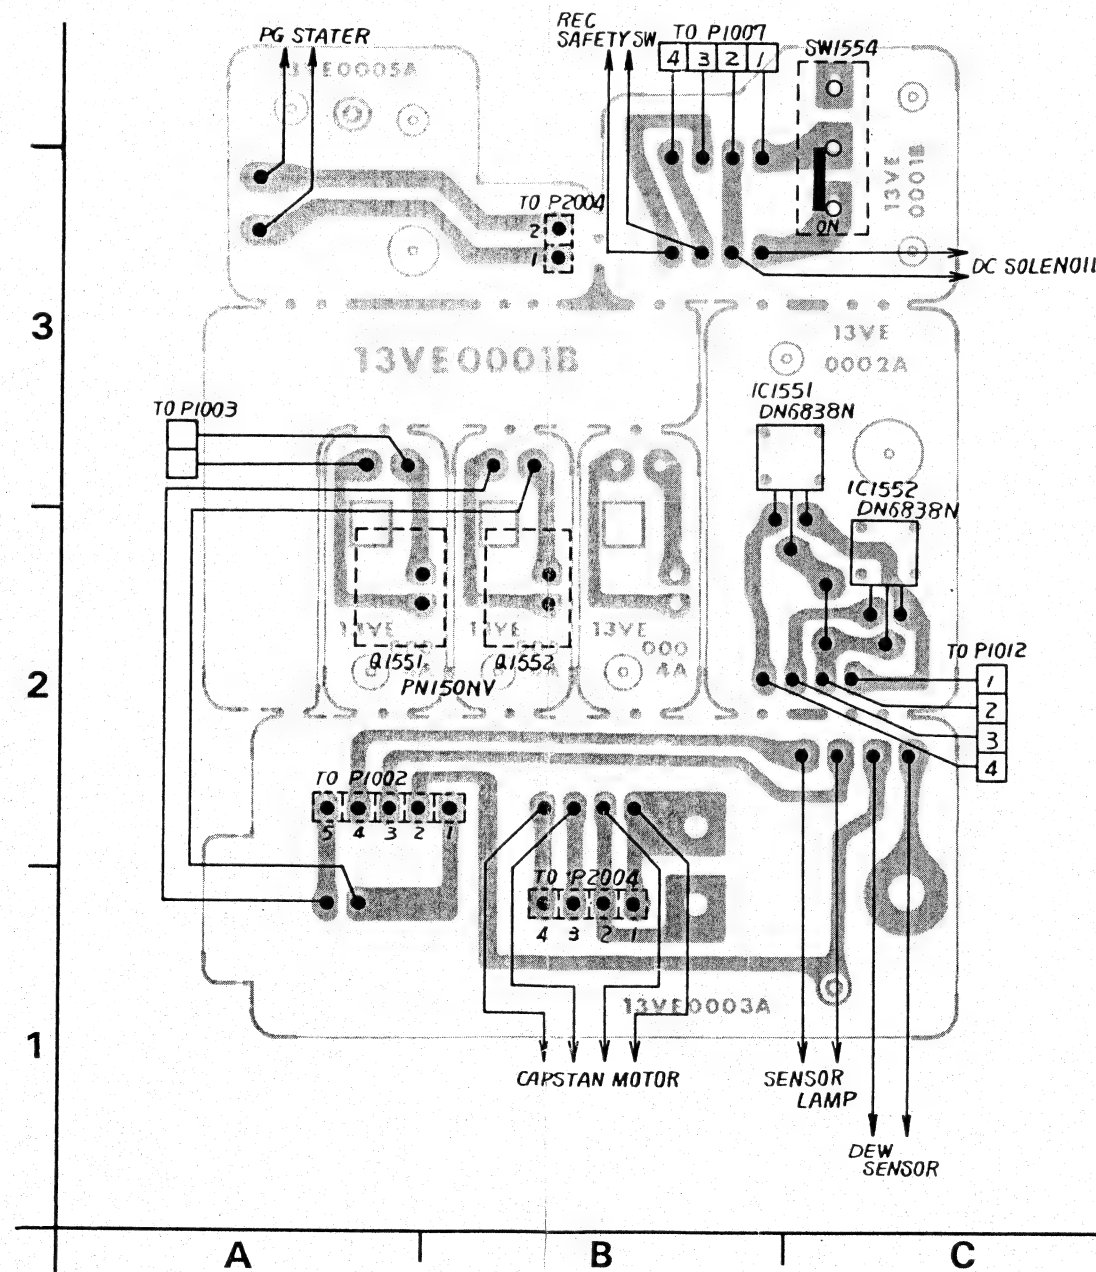 PG STATER
REC
SAFETY SW
TO P1007
4 3 2 1
SW1554
13VE0005A
13VE
0001B
TO P2004
2
1
ON
DC SOLENOI
3
13VE0001B
13VE
0002A
IC1551
DN6838N
TO P1003
IC1552
DN6838N
13VE
13VE
13VE
000
4A
Q1551
Q1552
PN150NV
TO P1012
1
2
3
4
2
TO P1002
5 4 3 2 1
TO P2004
4 3 2 1
13VE0003A
1
CAPSTAN MOTOR
SENSOR
LAMP
DEW
SENSOR
A B C